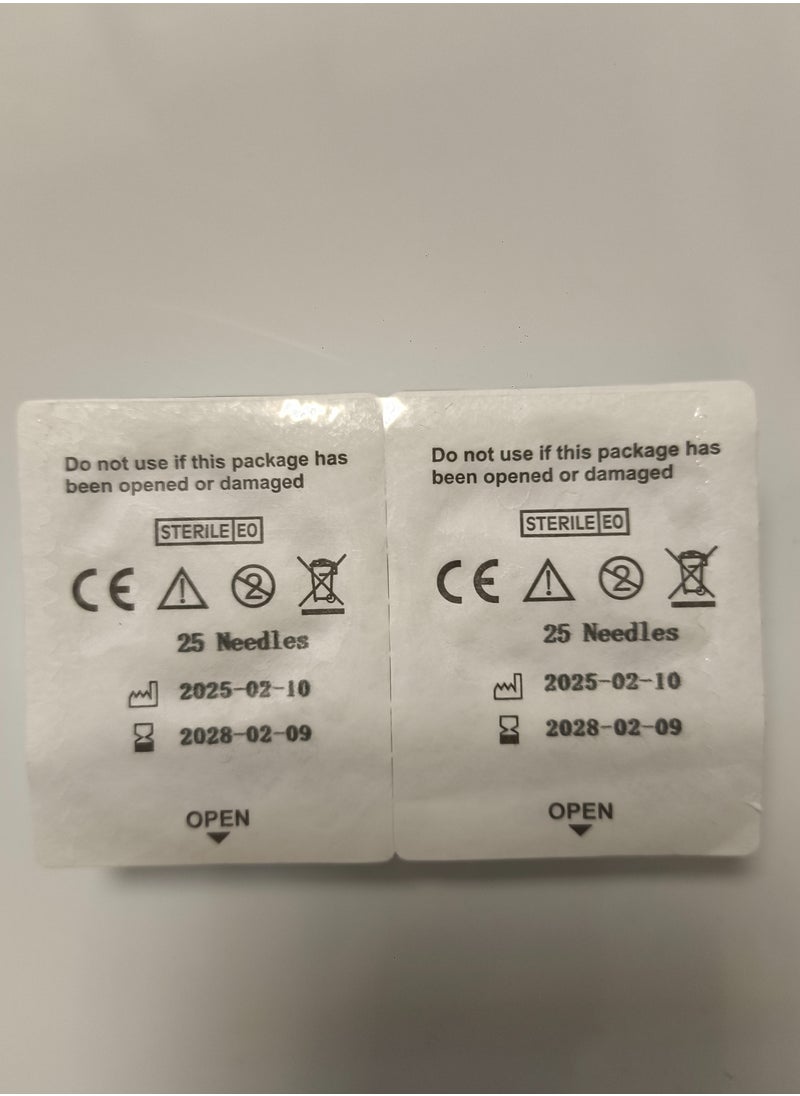 Do not use if this package has
been opened or damaged
STERILE EO
CE
25 Needles
2025-02-10
2028-02-09
OPEN
Do not use if this package has
been opened or damaged
STERILE EO
CE
25 Needles
2025-02-10
2028-02-09
OPEN